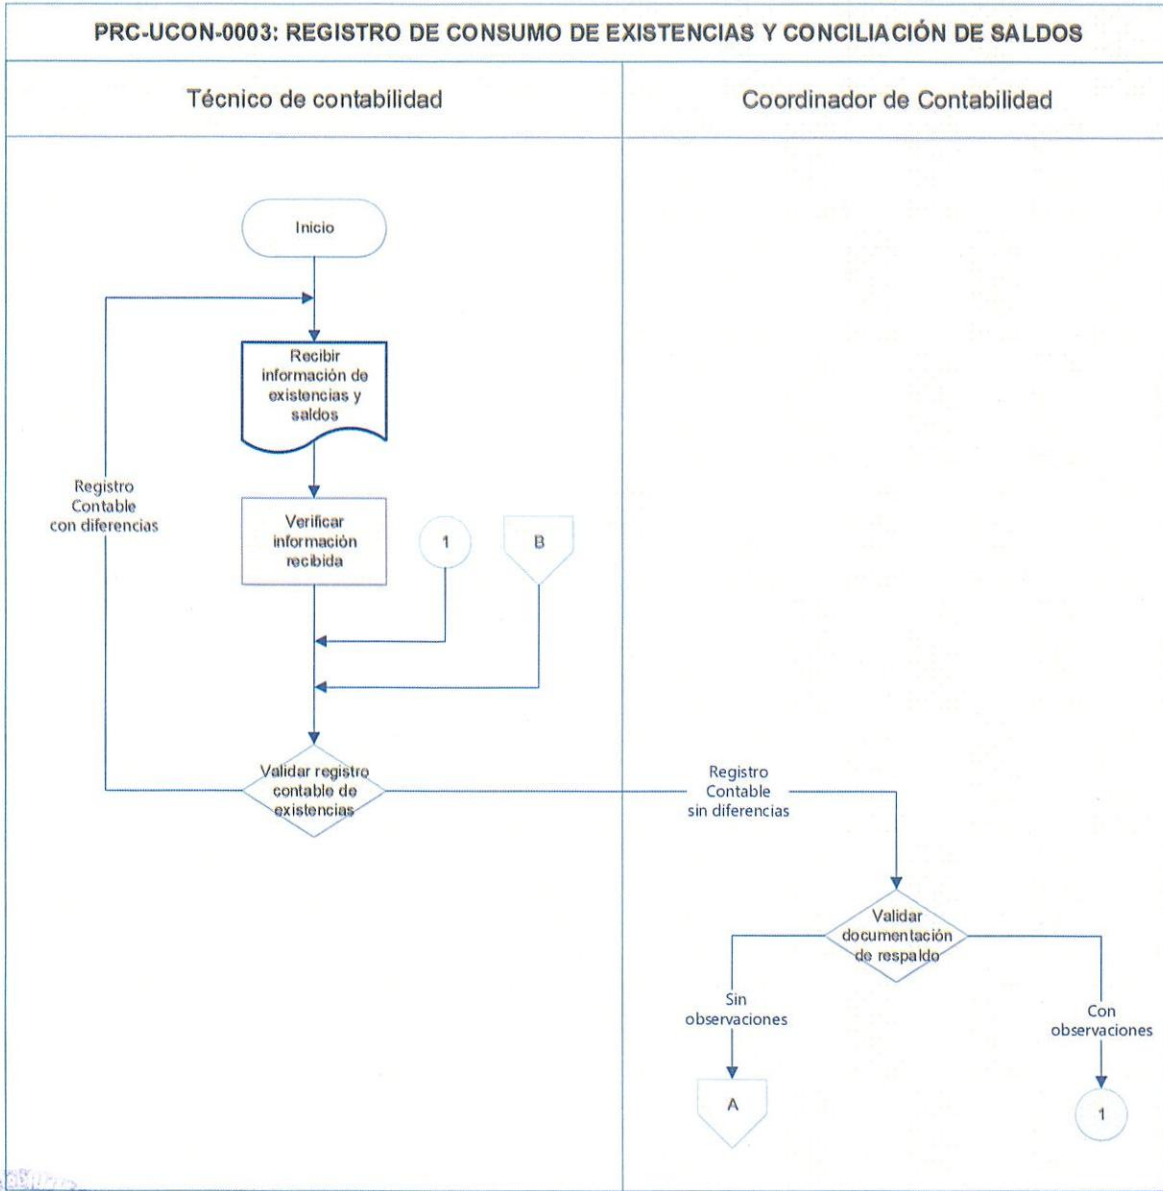 PRC-UCON-0003: REGISTRO DE CONSUMO DE EXISTENCIAS Y CONCILIACIÓN DE SALDOS
Técnico de contabilidad
Coordinador de Contabilidad
Inicio
Recibir
información de
existencias y
saldos
Registro
Contable
con diferencias
Verificar
información
recibida
1
B
Validar registro
contable de
existencias
Registro
Contable
sin diferencias
Validar
documentación
de respaldo
Sin
observaciones
Con
observaciones
A
1